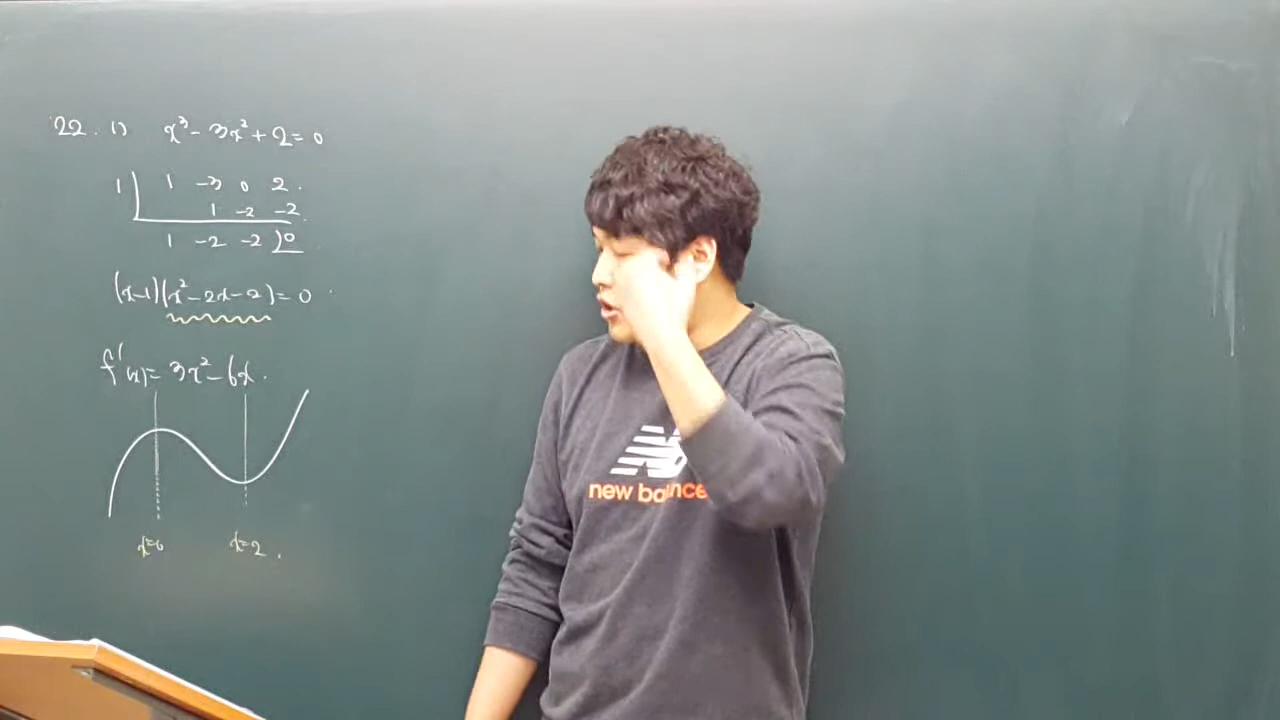 22. 1) x³-3x²+2=0
1 1 -3 0 2.
1 -2 -2.
1 -2 -2 0
(x-1)(x²-2x-2)=0
f'(x)=3x²-6x.
x=0 x=2.
new balance